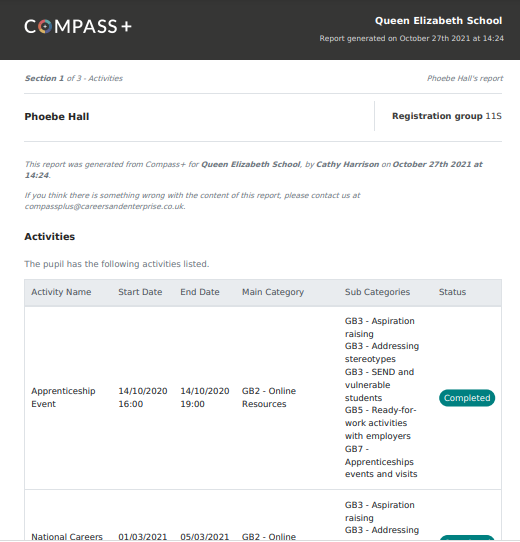 COMPASS+
Queen Elizabeth School
Report generated on October 27th 2021 at 14:24
Section 1 of 3 - Activities
Phoebe Hall's report
Phoebe Hall
Registration group 11S
This report was generated from Compass+ for Queen Elizabeth School, by Cathy Harrison on October 27th 2021 at
14:24.
If you think there is something wrong with the content of this report, please contact us at
compassplus@careersandenterprise.co.uk.
Activities
The pupil has the following activities listed.
Activity Name Start Date End Date Main Category Sub Categories Status
Apprenticeship
Event
14/10/2020
16:00
14/10/2020
19:00
GB2 - Online
Resources
GB3 - Aspiration
raising
GB3 - Addressing
stereotypes
GB3 - SEND and
vulnerable
students
GB5 - Ready-for-
work activities
with employers
GB7 -
Apprenticeships
events and visits
Completed
National Careers
01/03/2021
05/03/2021
GB2 - Online
GB3 - Aspiration
raising
GB3 - Addressing